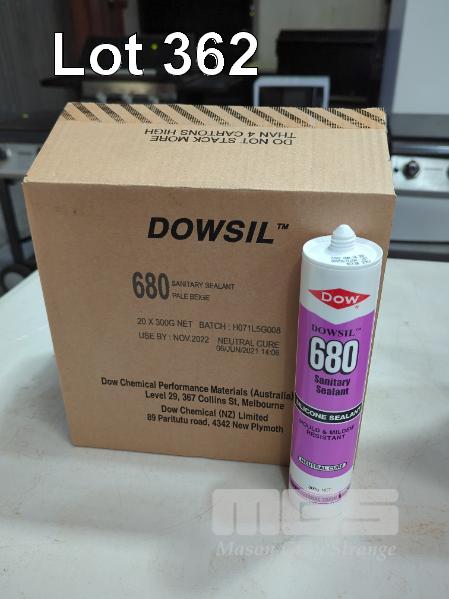 Lot 362
DO NOT STACK MORE
THAN 4 CARTONS HIGH
DOWSIL™
680 SANITARY SEALANT
PALE BEIGE
20 X 300G NET BATCH : H071L5G008
USE BY : NOV.2022 NEUTRAL CURE
06/JUN/2021 14:06
Dow Chemical Performance Materials (Australia)
Level 29, 367 Collins St, Melbourne
Dow Chemical (NZ) Limited
89 Paritutu road, 4342 New Plymouth
Dow
DOWSIL™
680
Sanitary
Sealant
SILICONE SEALANT
MOULD & MILDEW
RESISTANT
NEUTRAL CURE
300g NET
MGS
Mason Gray Strange